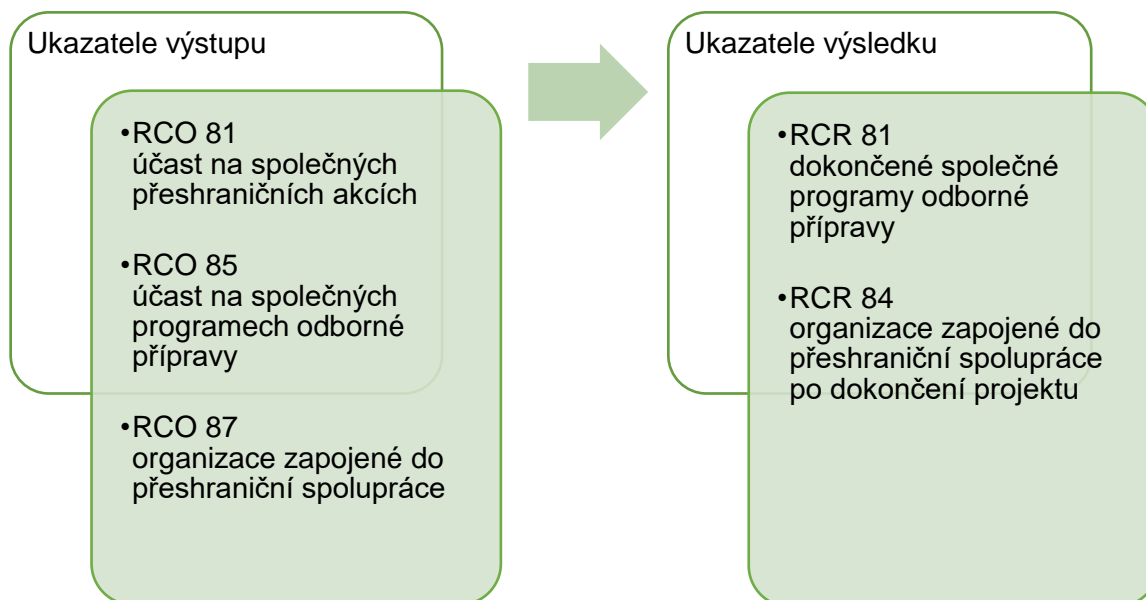 Ukazatele výstupu
•RCO 81
účast na společných
přeshraničních akcích
•RCO 85
účast na společných
programech odborné
přípravy
•RCO 87
organizace zapojené do
přeshraniční spolupráce
Ukazatele výsledku
•RCR 81
dokončené společné
programy odborné
přípravy
•RCR 84
organizace zapojené do
přeshraniční spolupráce
po dokončení projektu